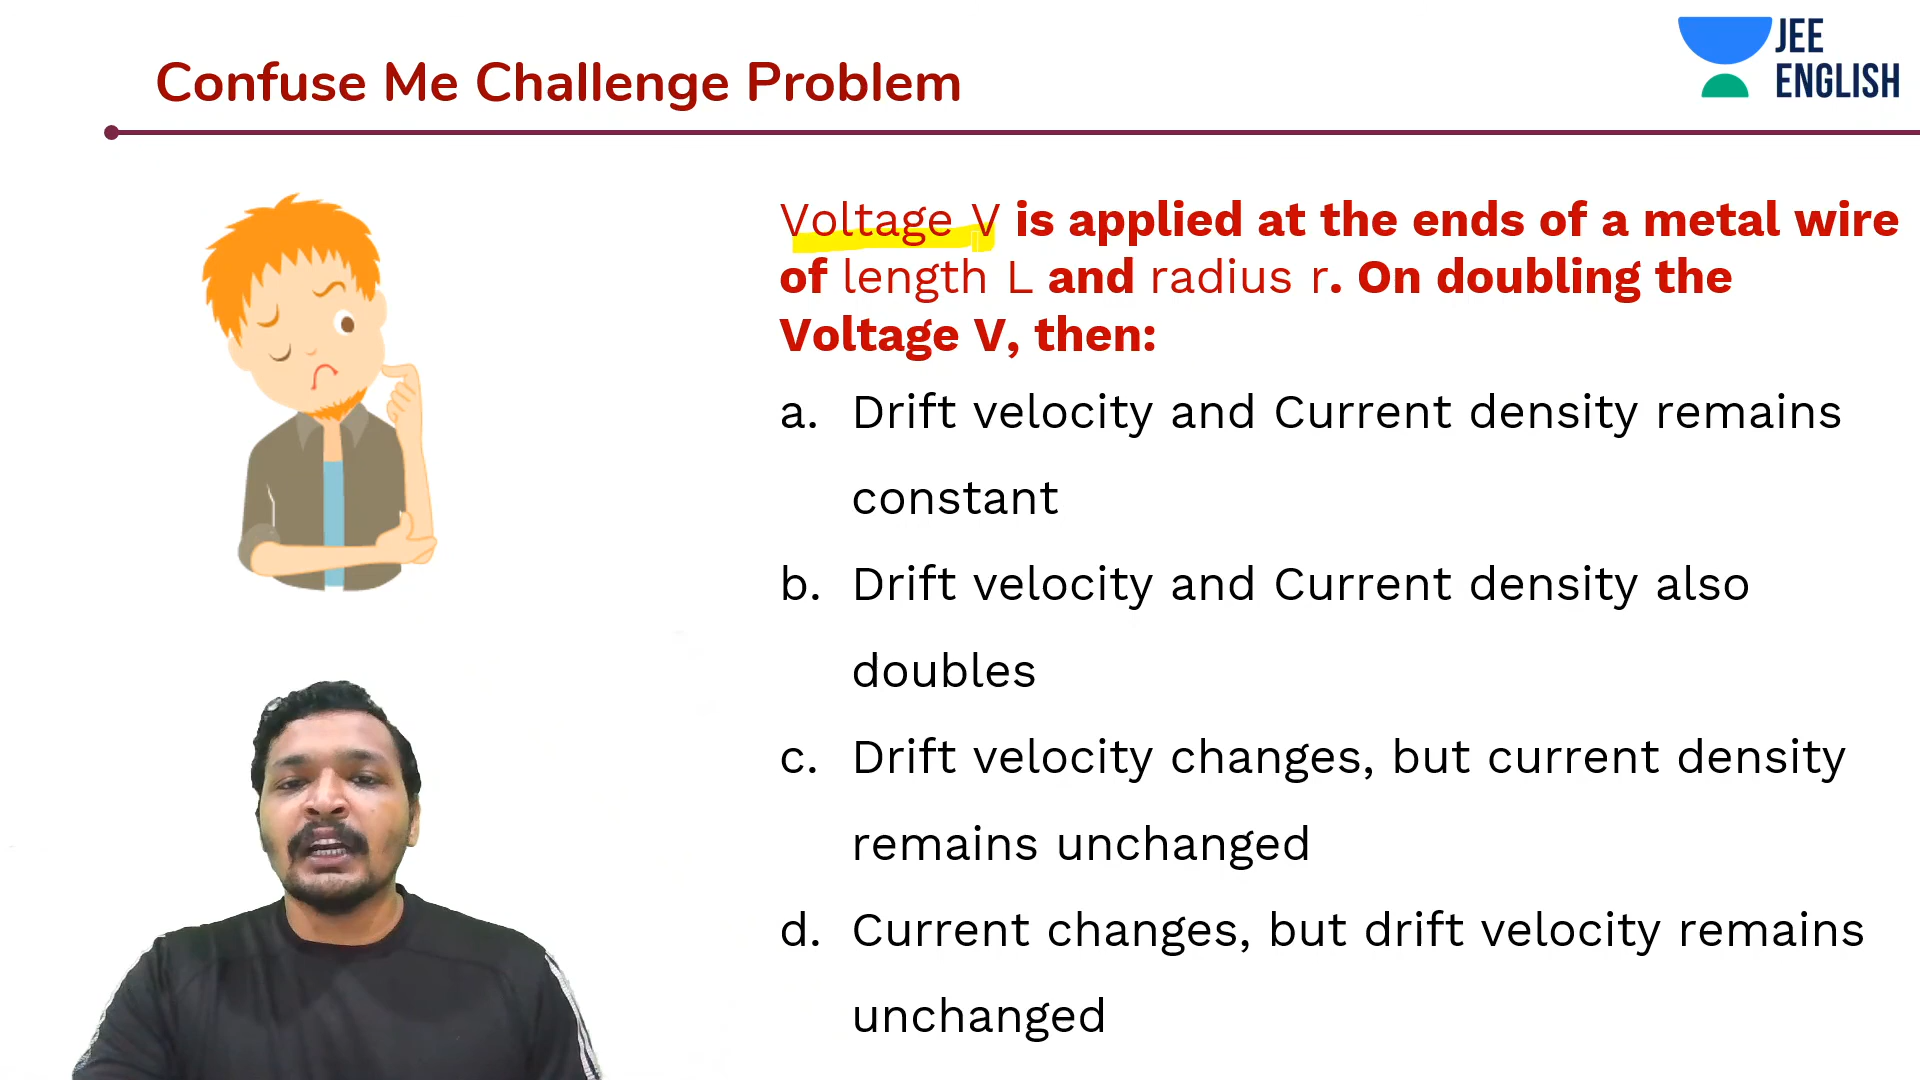 Confuse Me Challenge Problem
JEE
ENGLISH
Voltage V is applied at the ends of a metal wire
of length L and radius r. On doubling the
Voltage V, then:
a. Drift velocity and Current density remains
constant
b. Drift velocity and Current density also
doubles
c. Drift velocity changes, but current density
remains unchanged
d. Current changes, but drift velocity remains
unchanged